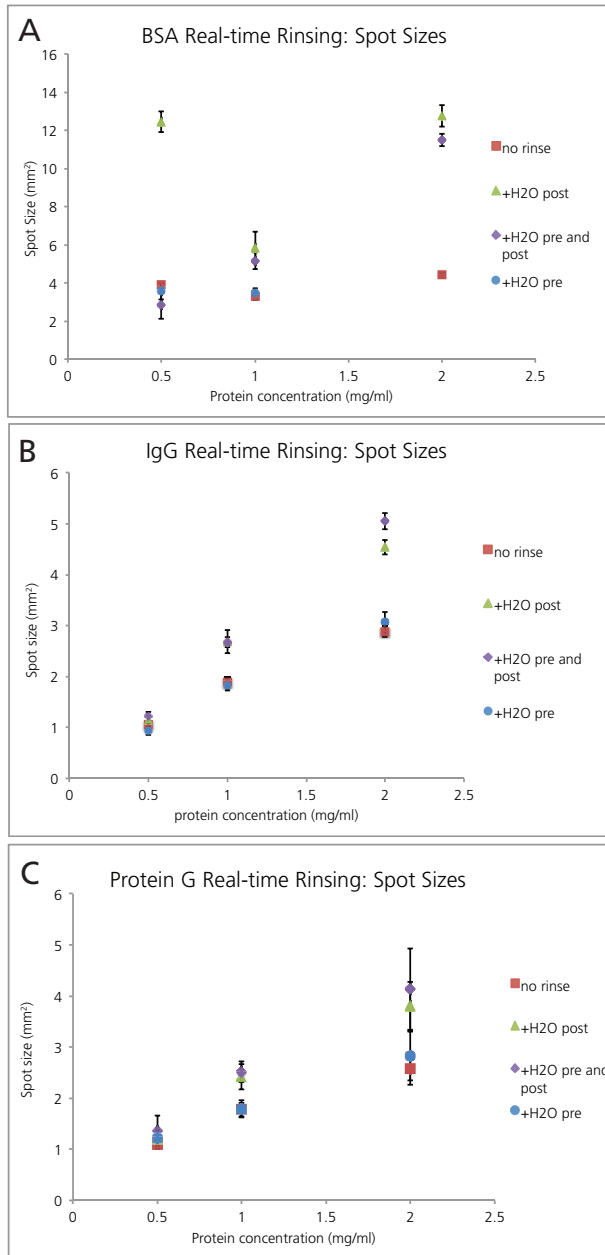 A
BSA Real-time Rinsing: Spot Sizes
16
14
12
10
8
6
4
2
0
Spot Size (mm²)
0
0.5
1
1.5
2
2.5
Protein concentration (mg/ml)
no rinse
+H2O post
+H2O pre and
post
+H2O pre
B
IgG Real-time Rinsing: Spot Sizes
6
5
4
3
2
1
0
Spot size (mm²)
0
0.5
1
1.5
2
2.5
protein concentration (mg/ml)
no rinse
+H2O post
+H2O pre and
post
+H2O pre
C
Protein G Real-time Rinsing: Spot Sizes
6
5
4
3
2
1
0
Spot size (mm²)
0
0.5
1
1.5
2
2.5
Protein concentration (mg/ml)
no rinse
+H2O post
+H2O pre and
post
+H2O pre